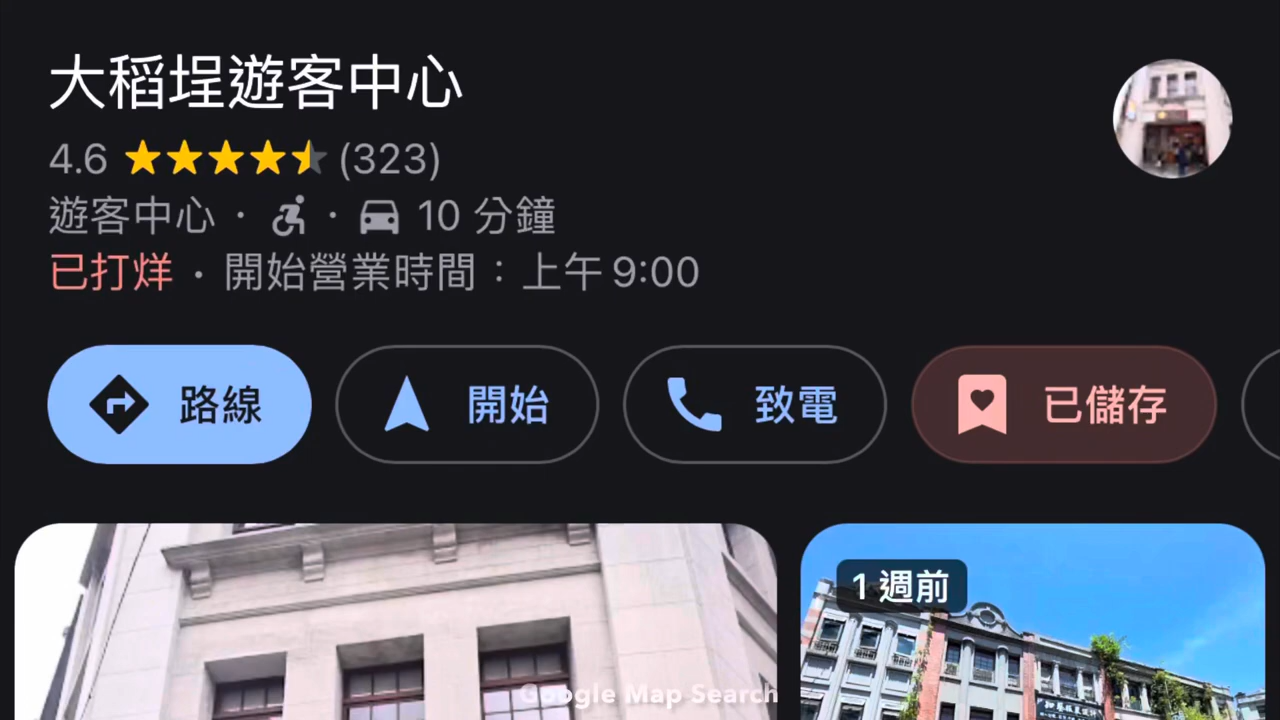 大稻埕遊客中心
4.6 (323)
遊客中心 · · 10 分鐘
已打烊 · 開始營業時間：上午 9:00
路線
開始
致電
已儲存
1 週前
Google Map Search